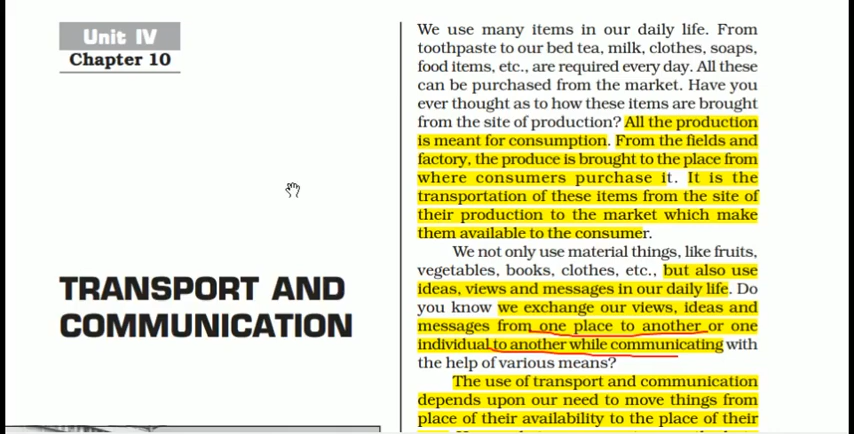 Unit IV
Chapter 10
TRANSPORT AND
COMMUNICATION
We use many items in our daily life. From
toothpaste to our bed tea, milk, clothes, soaps,
food items, etc., are required every day. All these
can be purchased from the market. Have you
ever thought as to how these items are brought
from the site of production? All the production
is meant for consumption. From the fields and
factory, the produce is brought to the place from
where consumers purchase it. It is the
transportation of these items from the site of
their production to the market which make
them available to the consumer.
We not only use material things, like fruits,
vegetables, books, clothes, etc., but also use
ideas, views and messages in our daily life. Do
you know we exchange our views, ideas and
messages from one place to another or one
individual to another while communicating with
the help of various means?
The use of transport and communication
depends upon our need to move things from
place of their availability to the place of their